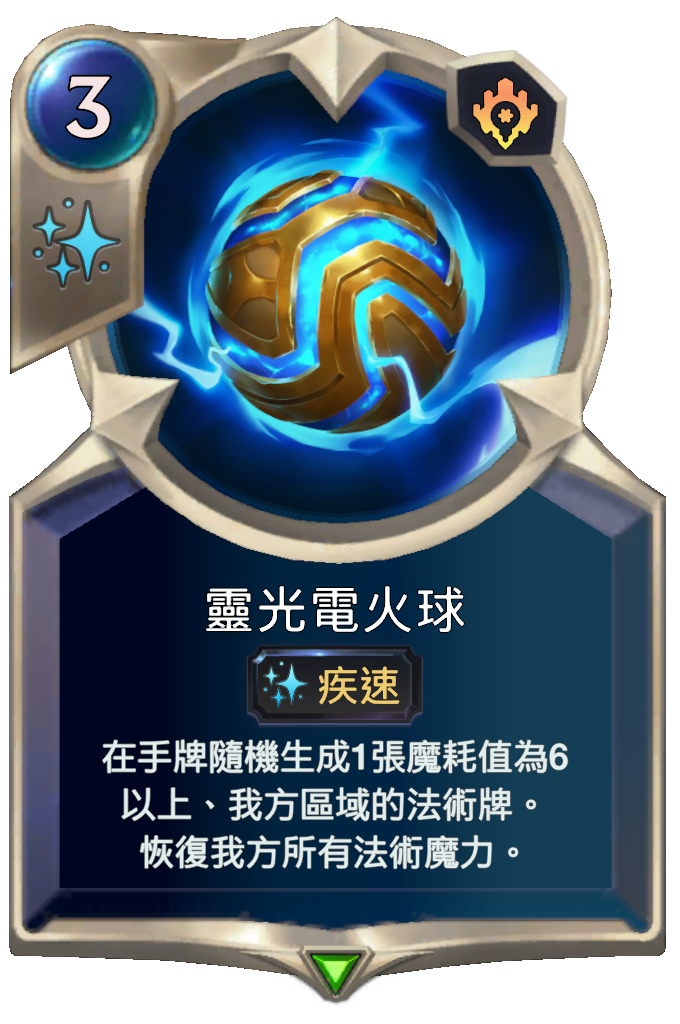 3
靈光電火球
疾速
在手牌隨機生成1張魔耗值為6
以上、我方區域的法術牌。
恢復我方所有法術魔力。